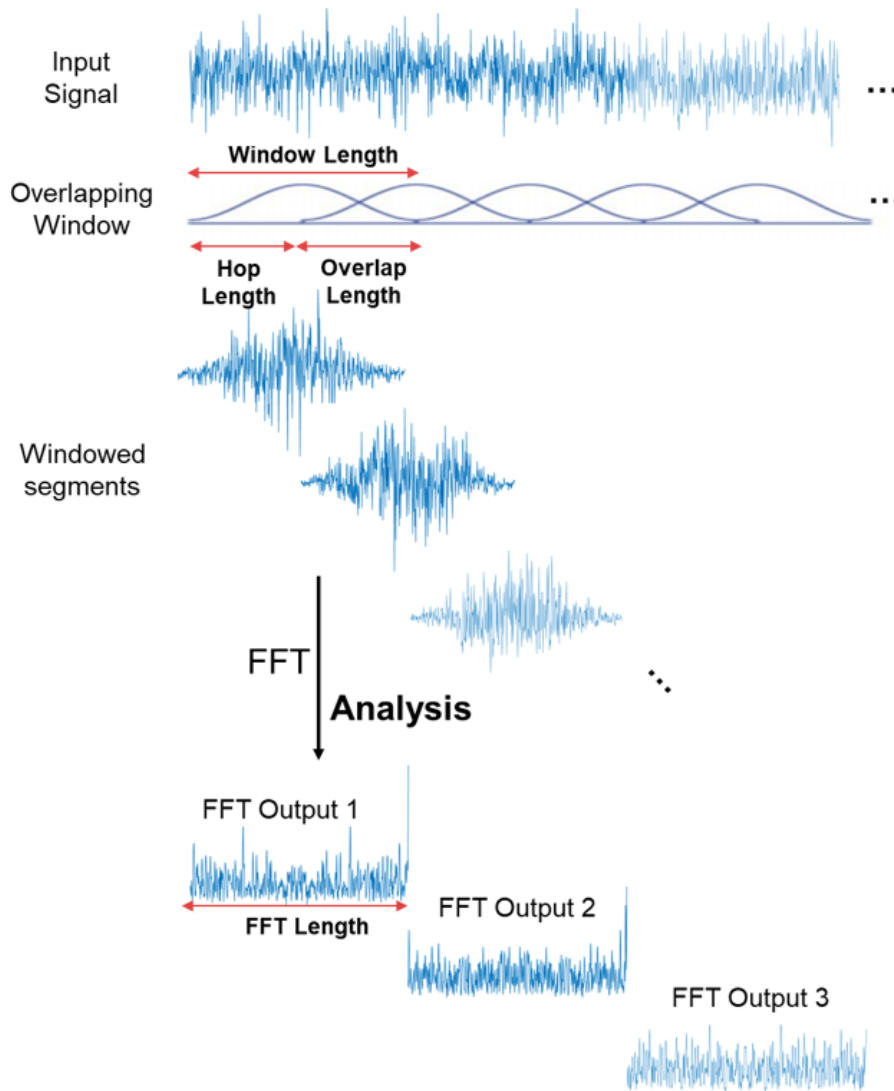 Input
Signal
...
Window Length
Overlapping
Window
...
Hop
Length
Overlap
Length
Windowed
segments
...
FFT
Analysis
FFT Output 1
FFT Length
FFT Output 2
FFT Output 3